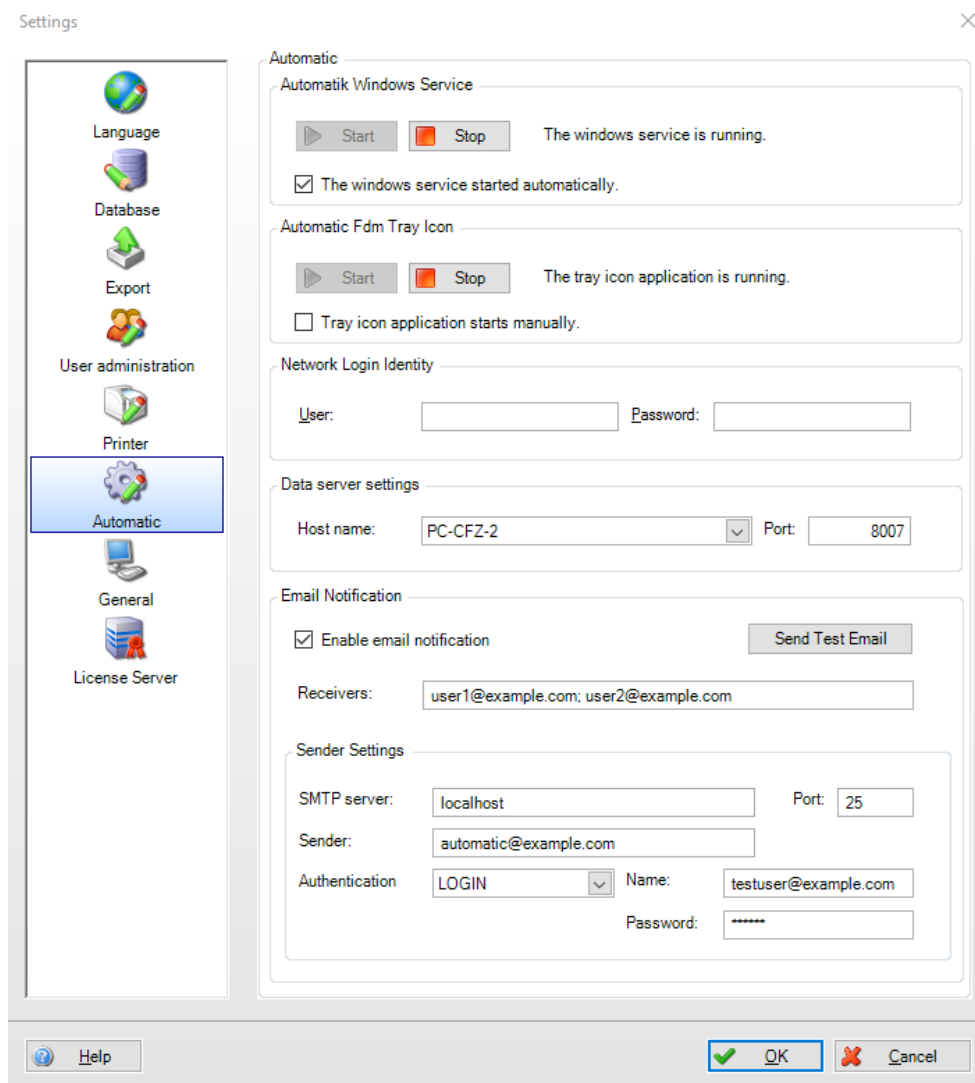 Settings
Language
Database
Export
User administration
Printer
Automatic
General
License Server
Automatic
Automatik Windows Service
Start Stop The windows service is running.
The windows service started automatically.
Automatic Fdm Tray Icon
Start Stop The tray icon application is running.
Tray icon application starts manually.
Network Login Identity
User: Password:
Data server settings
Host name: PC-CFZ-2 Port: 8007
Email Notification
Enable email notification Send Test Email
Receivers: user1@example.com; user2@example.com
Sender Settings
SMTP server: localhost Port: 25
Sender: automatic@example.com
Authentication LOGIN Name: testuser@example.com
Password: ******
Help OK Cancel